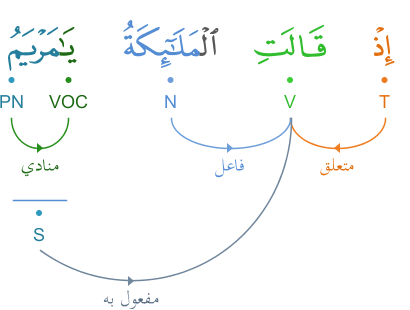 إِذْ قَالَتِ ٱلْمَلَـٰٓئِكَةُ يَـٰمَرْيَمُ
T V N VOC PN
متعلق فاعل منادي
S
مفعول به